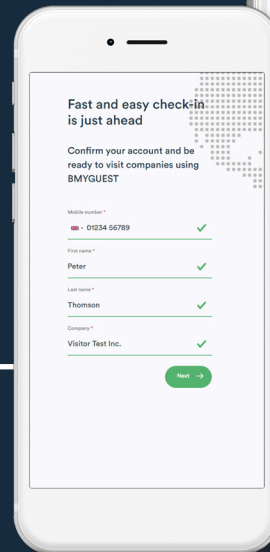 Fast and easy check-in
is just ahead
Confirm your account and be
ready to visit companies using
BMYGUEST
Mobile number *
01234 56789
First name *
Peter
Last name *
Thomson
Company *
Visitor Test Inc.
Next →